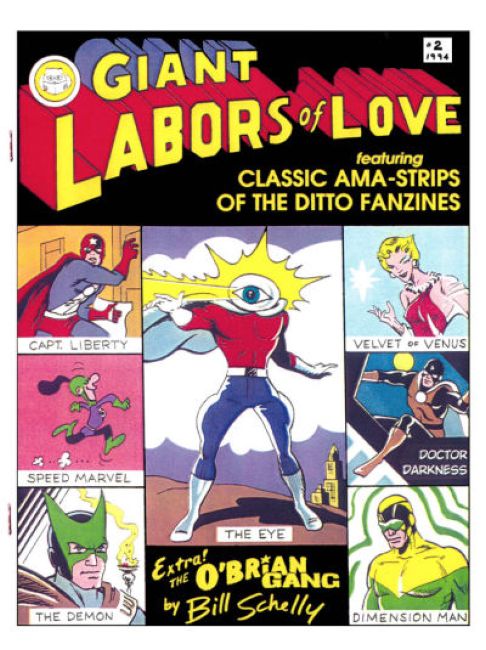 #2
1994
GIANT
LABORS of LOVE
featuring
CLASSIC AMA-STRIPS
OF THE DITTO FANZINES
CAPT. LIBERTY
VELVET OF VENUS
SPEED MARVEL
DOCTOR
DARKNESS
THE EYE
THE DEMON
Extra!
THE O'BRIAN
GANG
by Bill Schelly
DIMENSION MAN